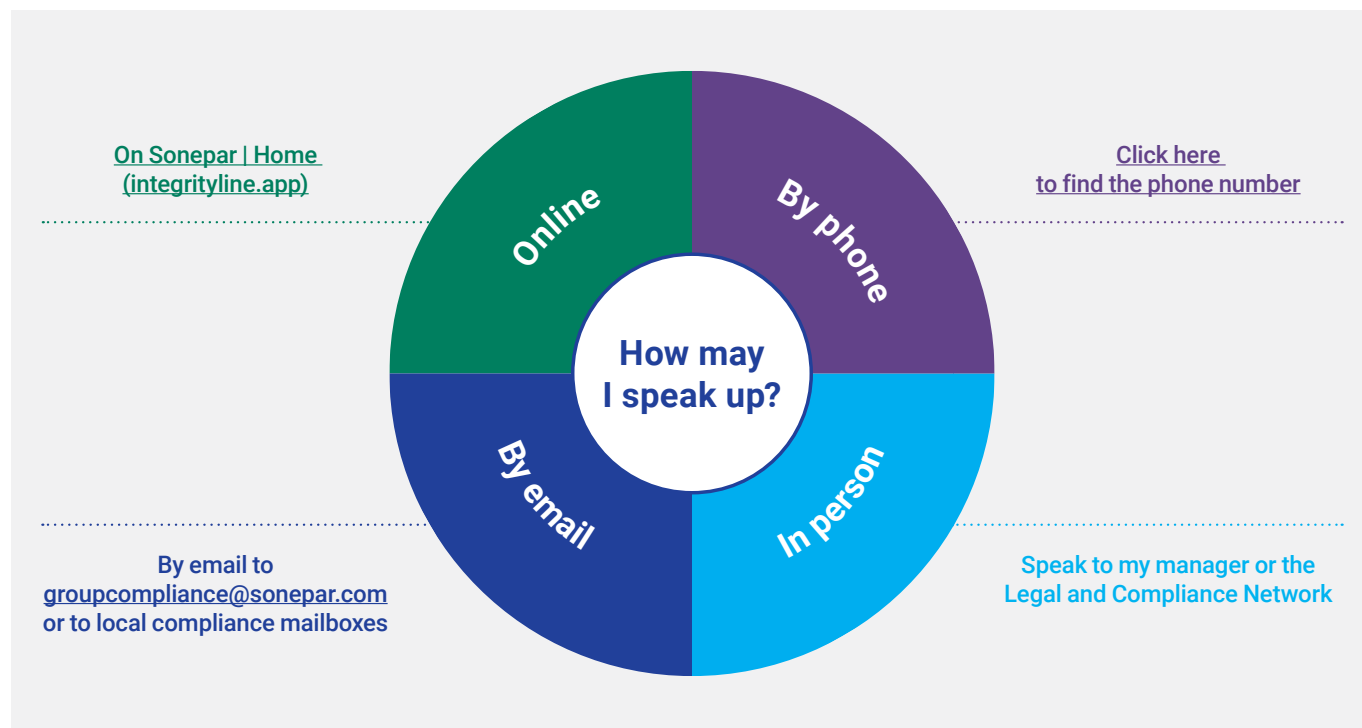 On Sonepar | Home
(integrityline.app)
Click here
to find the phone number
Online
By phone
How may
I speak up?
By email
In person
By email to
groupcompliance@sonepar.com
or to local compliance mailboxes
Speak to my manager or the
Legal and Compliance Network